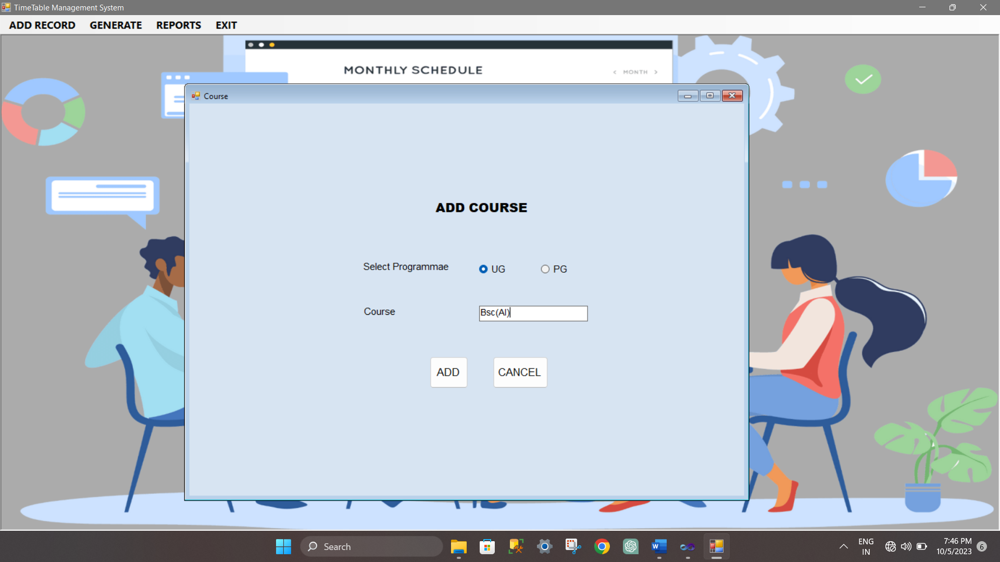 TimeTable Management System
ADD RECORD GENERATE REPORTS EXIT
MONTHLY SCHEDULE
< MONTH >
Course
ADD COURSE
Select Programmae UG PG
Course Bsc(AI)
ADD CANCEL
Search
ENG
IN
7:46 PM
10/5/2023
6